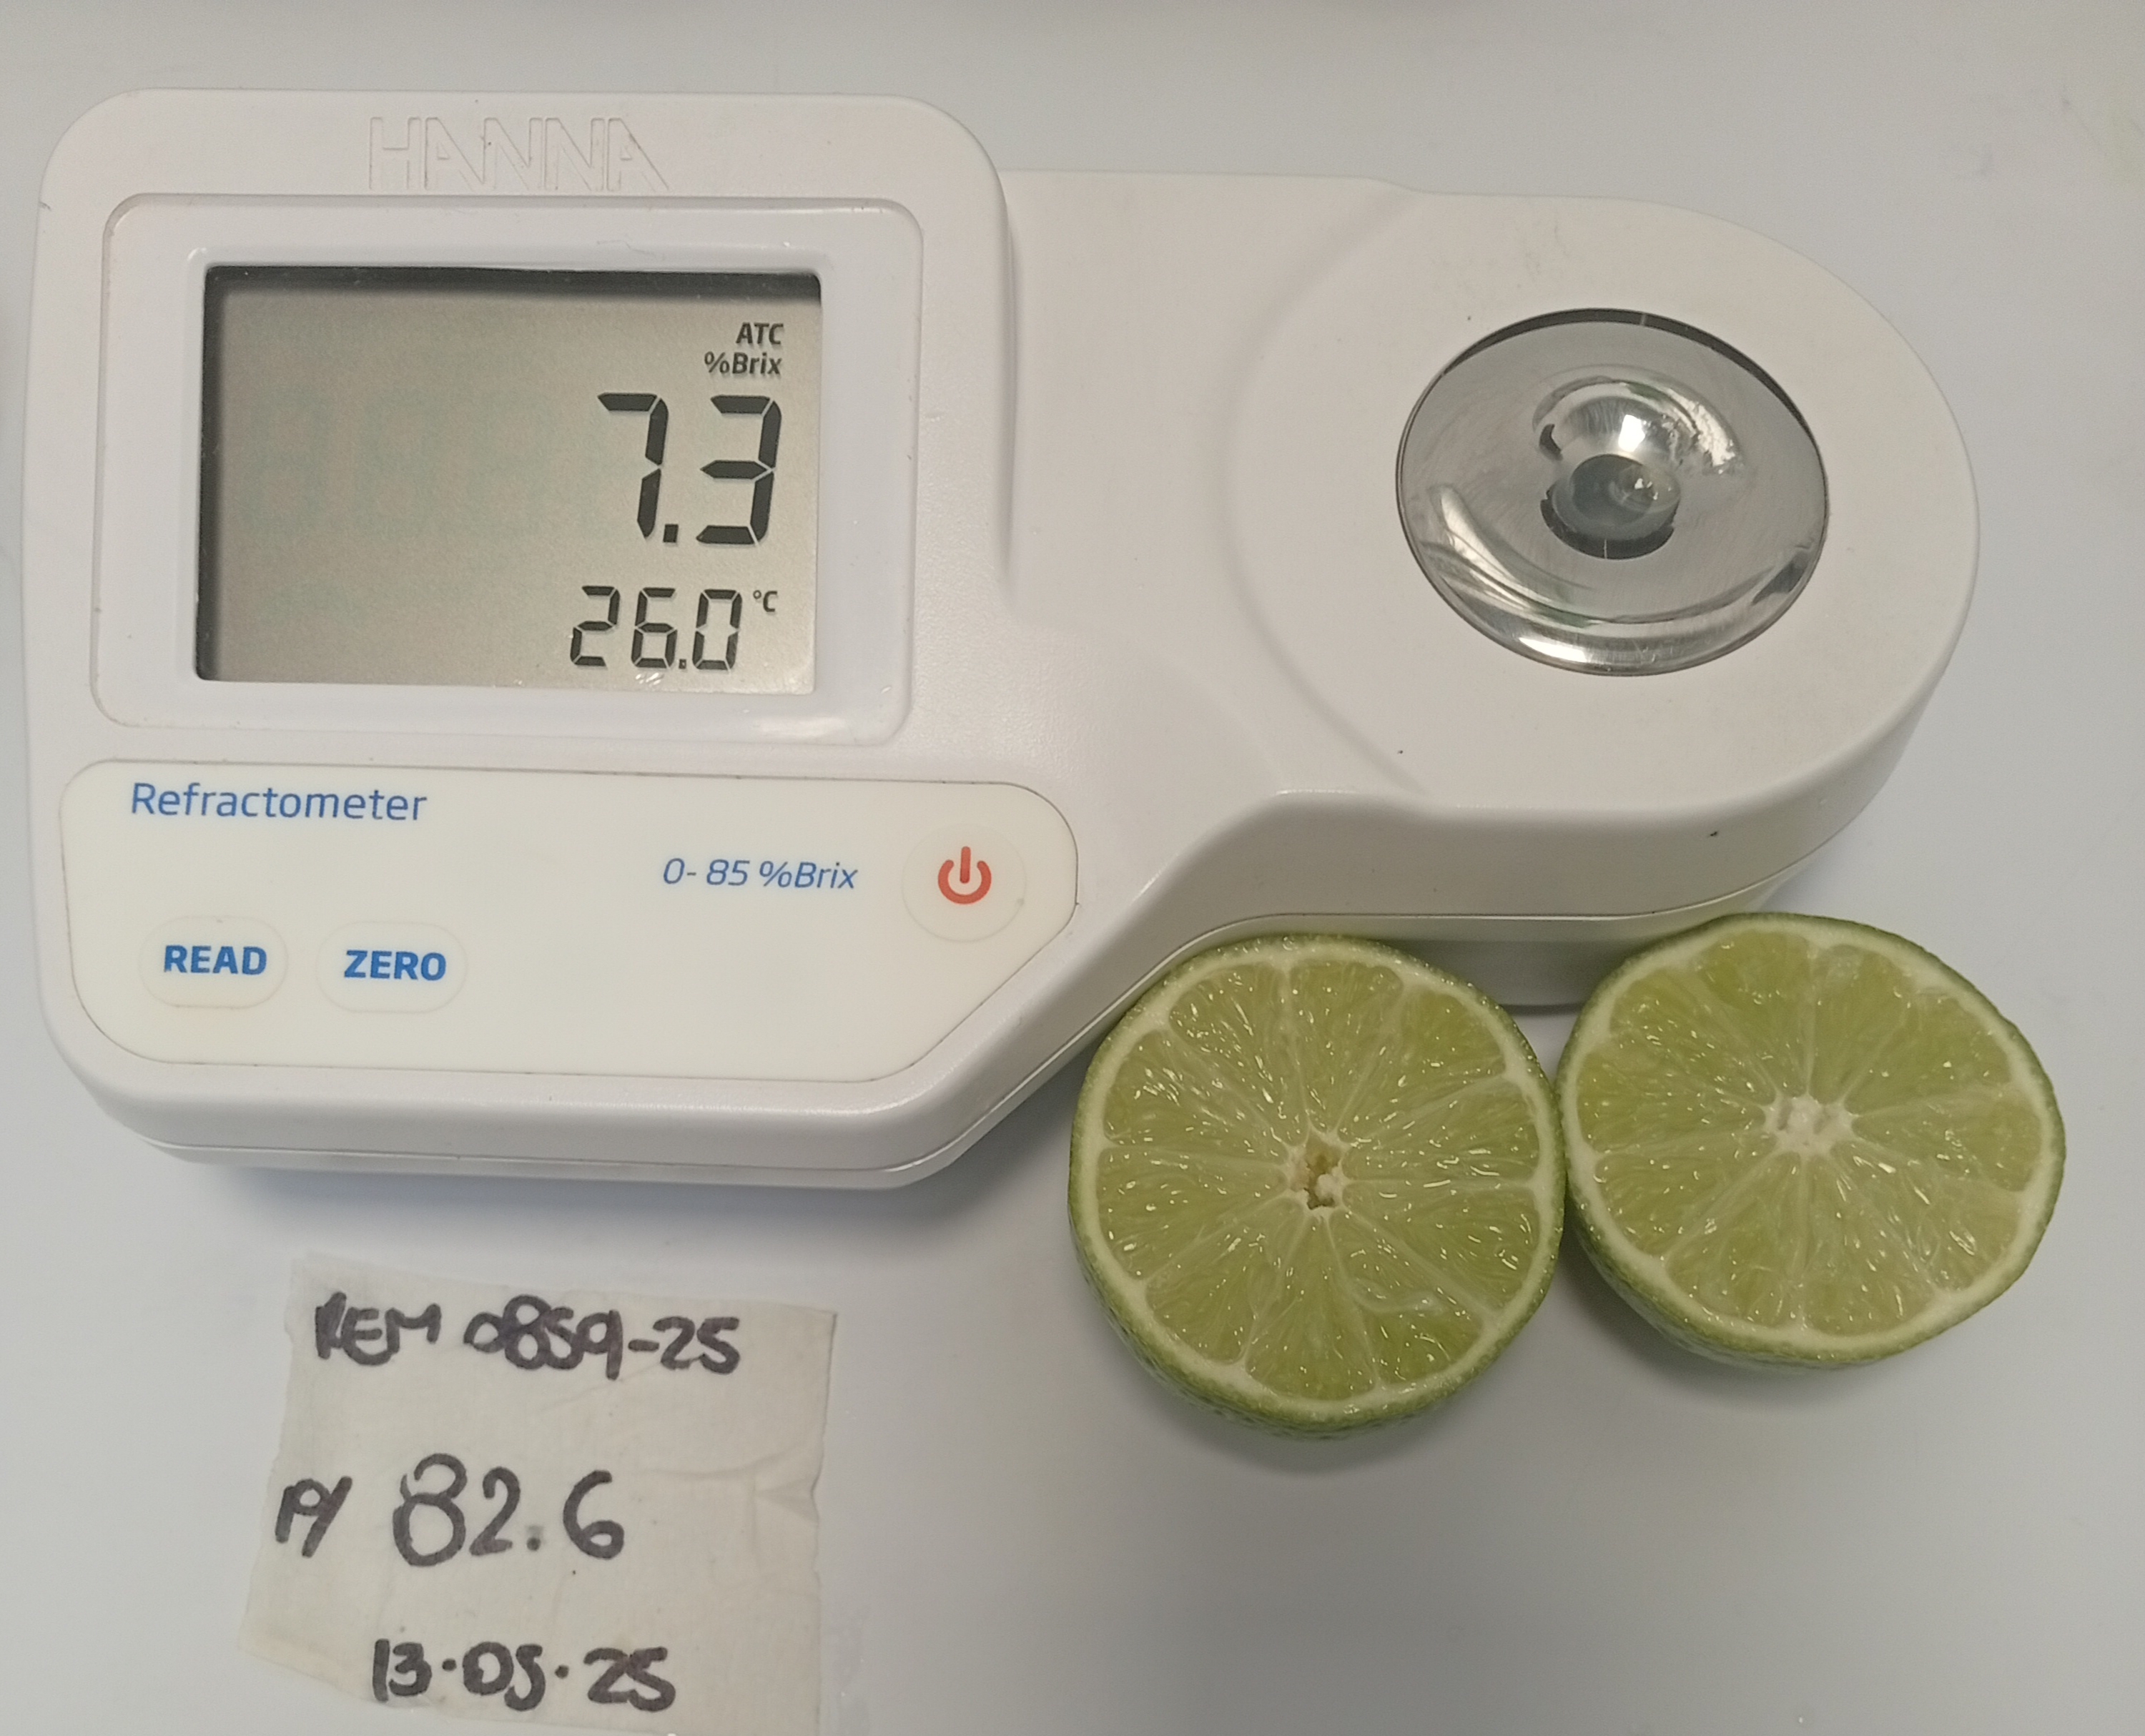 HANNA
ATC
%Brix
7.3
26.0 °C
Refractometer
0- 85 %Brix
READ ZERO
REM 0859-25
P/ 82.6
13.05.25